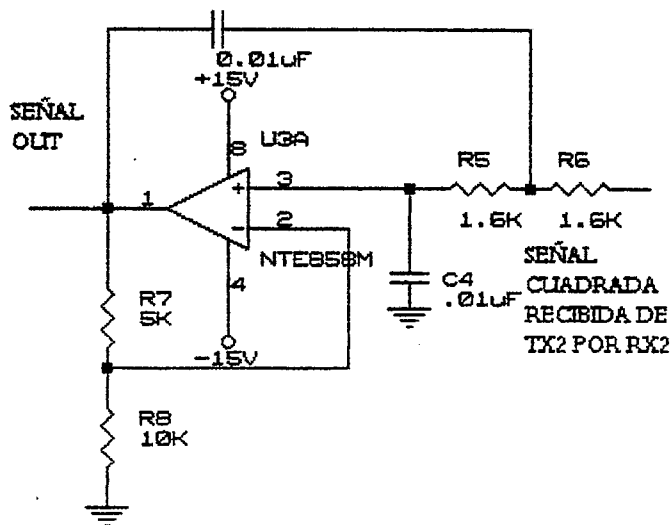 0.01uF
+15V
SEÑAL
OUT
8
U3A
1
+
3
-
2
NTE858M
4
-15V
R5
1.6K
R6
1.6K
C4
.01uF
SEÑAL
CUADRADA
RECIBIDA DE
TX2 POR RX2
R7
5K
R8
10K